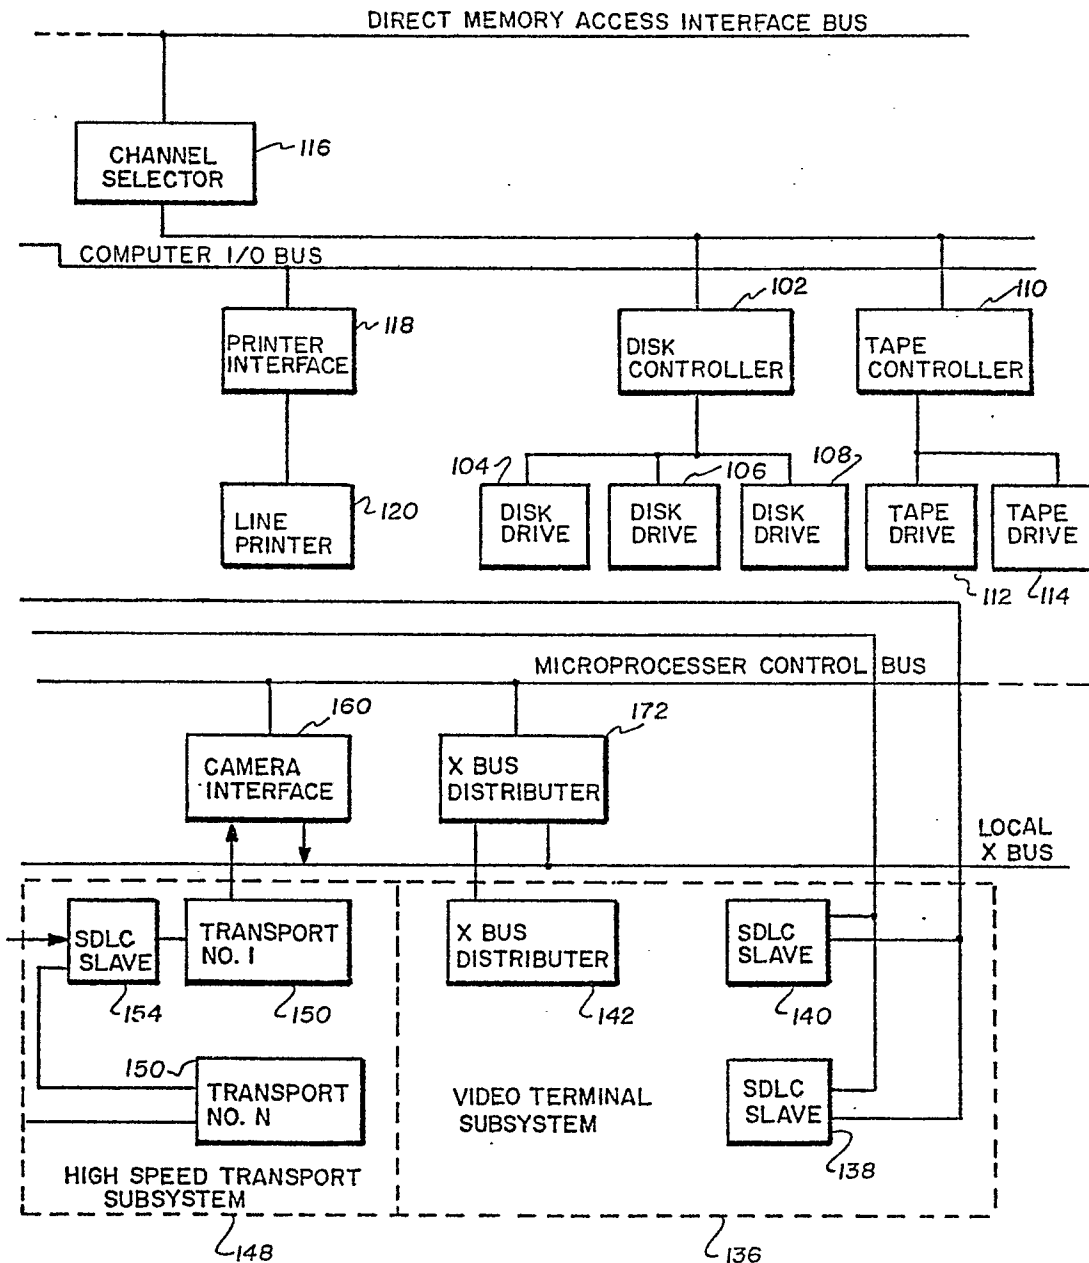 DIRECT MEMORY ACCESS INTERFACE BUS
CHANNEL
SELECTOR
116
COMPUTER I/O BUS
102
110
118
PRINTER
INTERFACE
DISK
CONTROLLER
TAPE
CONTROLLER
104
106
108
LINE
PRINTER
120
DISK
DRIVE
DISK
DRIVE
DISK
DRIVE
TAPE
DRIVE
TAPE
DRIVE
112
114
MICROPROCESSER CONTROL BUS
160
172
CAMERA
INTERFACE
X BUS
DISTRIBUTER
LOCAL
X BUS
SDLC
SLAVE
154
TRANSPORT
NO. 1
150
X BUS
DISTRIBUTER
142
SDLC
SLAVE
140
150
TRANSPORT
NO. N
VIDEO TERMINAL
SUBSYSTEM
SDLC
SLAVE
138
HIGH SPEED TRANSPORT
SUBSYSTEM
148
136